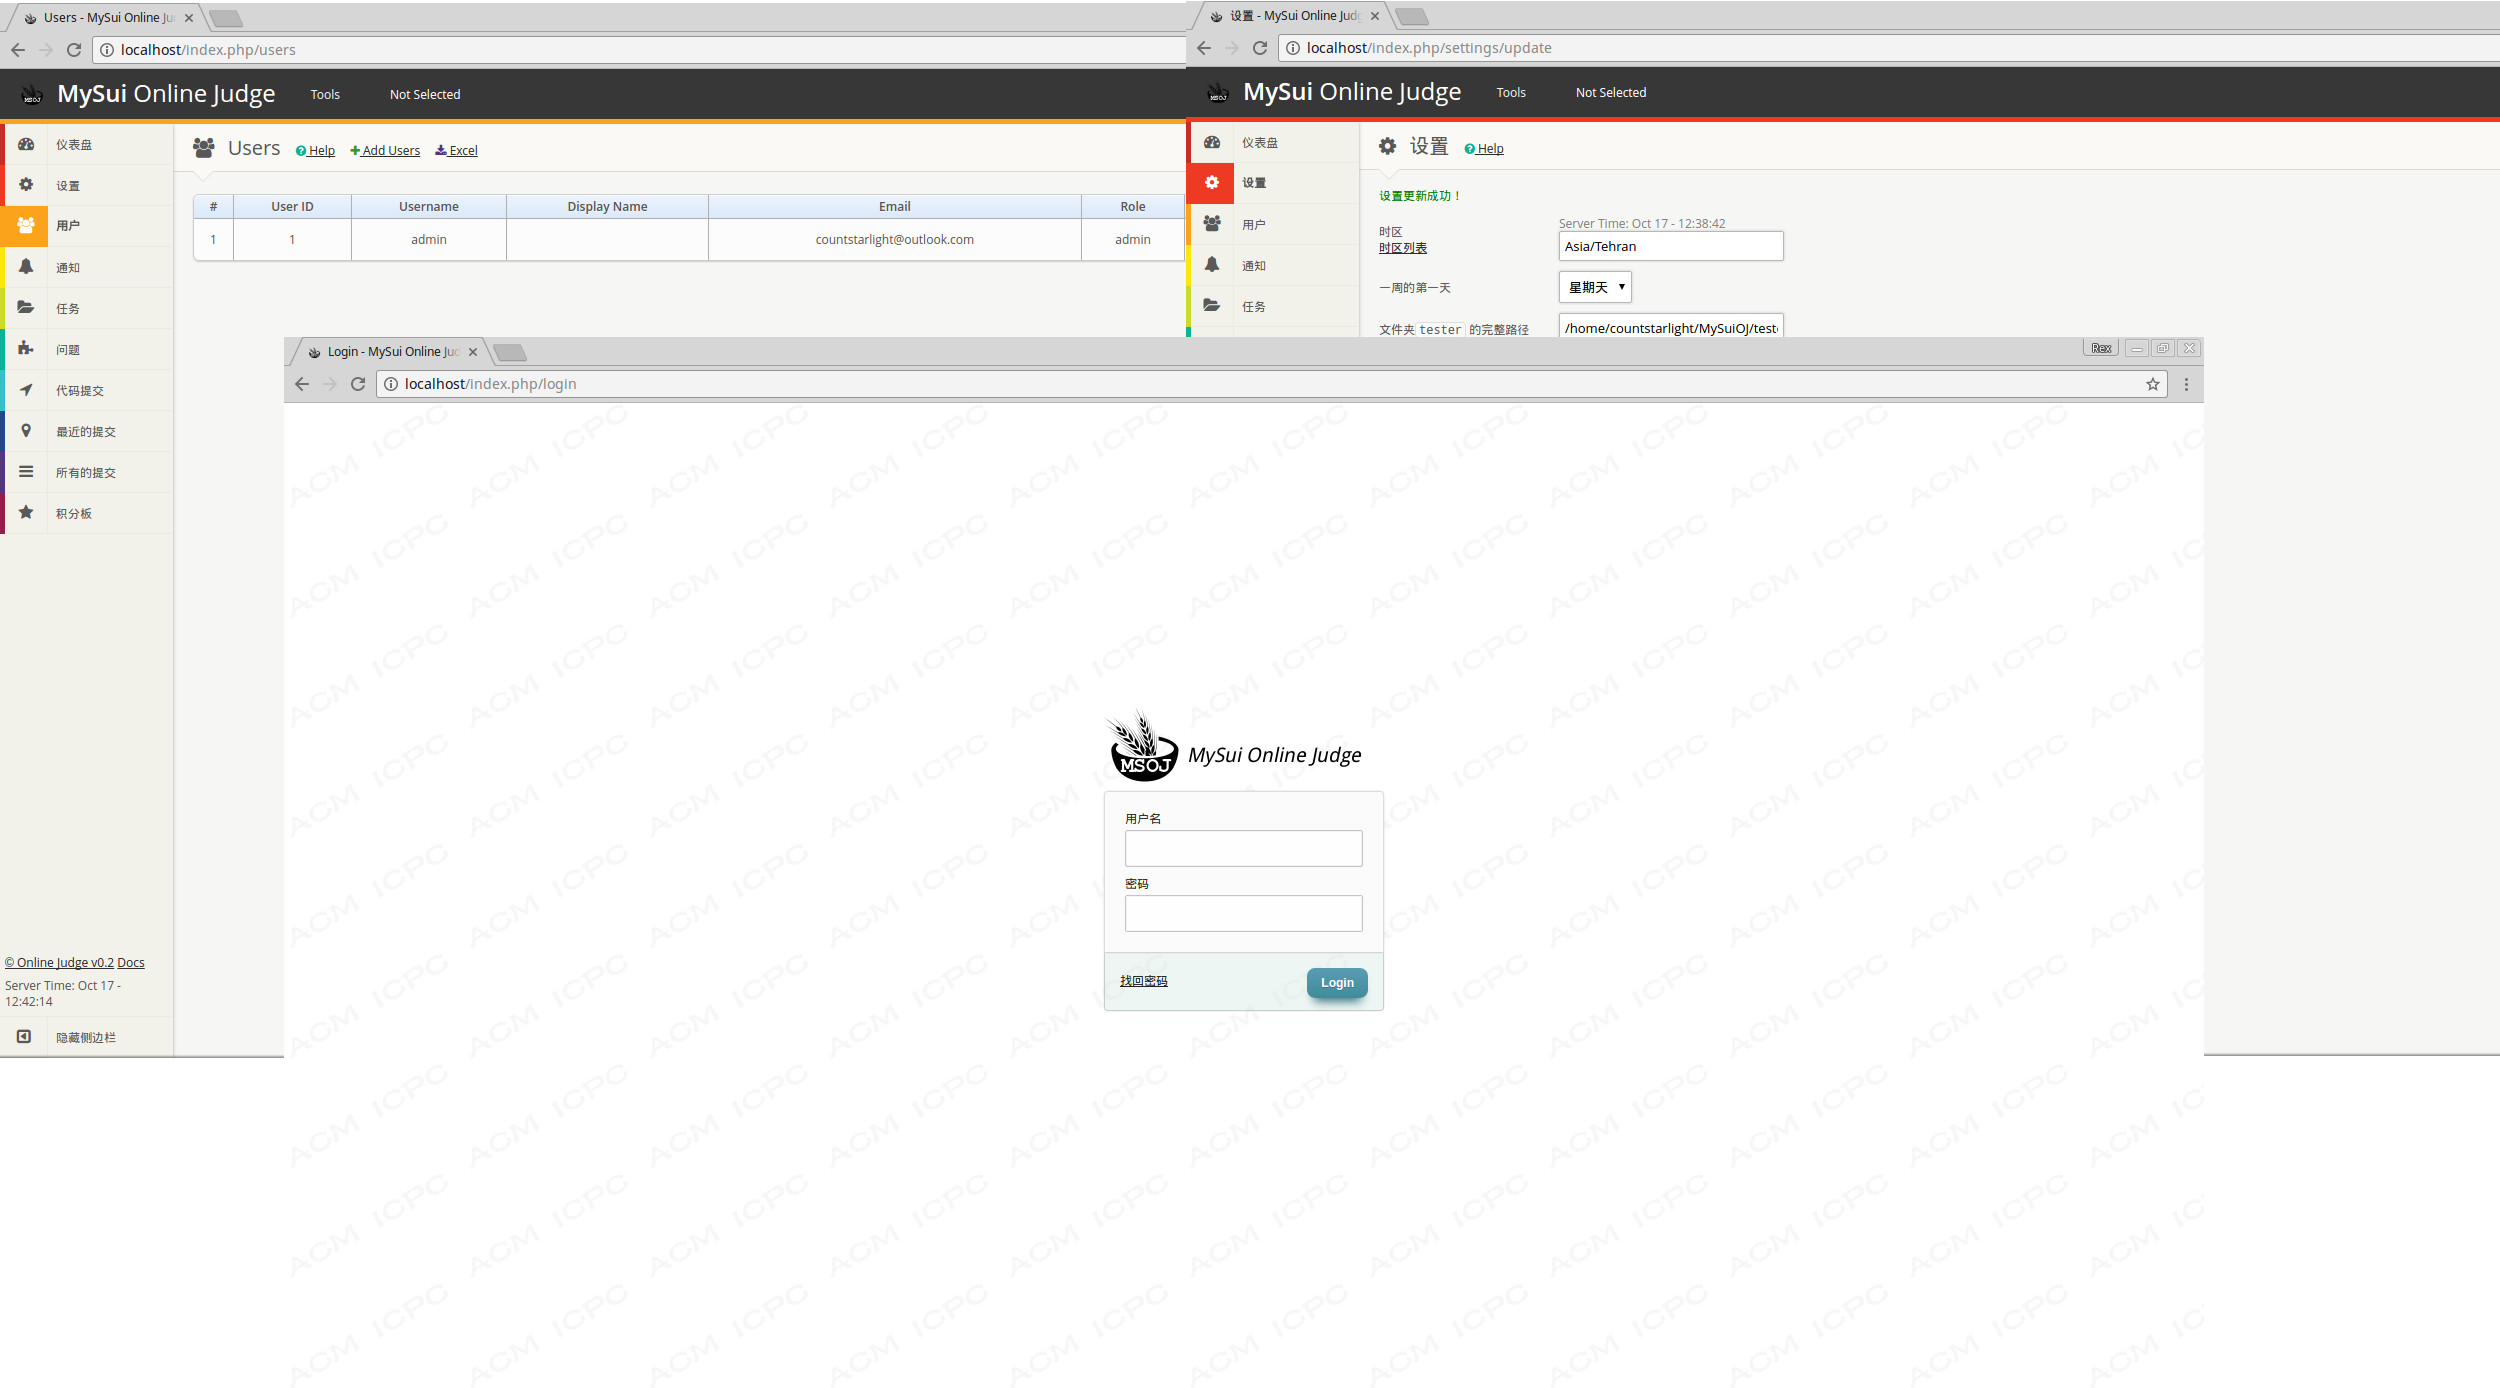 Users - MySui Online Ju
localhost/index.php/users
MSOJ
MySui Online Judge
Tools
Not Selected
仪表盘
设置
用户
通知
任务
问题
代码提交
最近的提交
所有的提交
积分板
© Online Judge v0.2 Docs
Server Time: Oct 17 -
12:42:14
隐藏侧边栏
Users
Help
Add Users
Excel
# User ID Username Display Name Email Role
1 1 admin countstarlight@outlook.com admin
设置 - MySui Online Judg
localhost/index.php/settings/update
MSOJ
MySui Online Judge
Tools
Not Selected
仪表盘
设置
用户
通知
任务
设置
Help
设置更新成功！
时区
时区列表
Server Time: Oct 17 - 12:38:42
Asia/Tehran
一周的第一天
星期天
文件夹 tester 的完整路径
/home/countstarlight/MySuiOJ/test
Login - MySui Online Jud
Rex
localhost/index.php/login
ACM ICPC
MSOJ
MySui Online Judge
用户名
密码
找回密码
Login